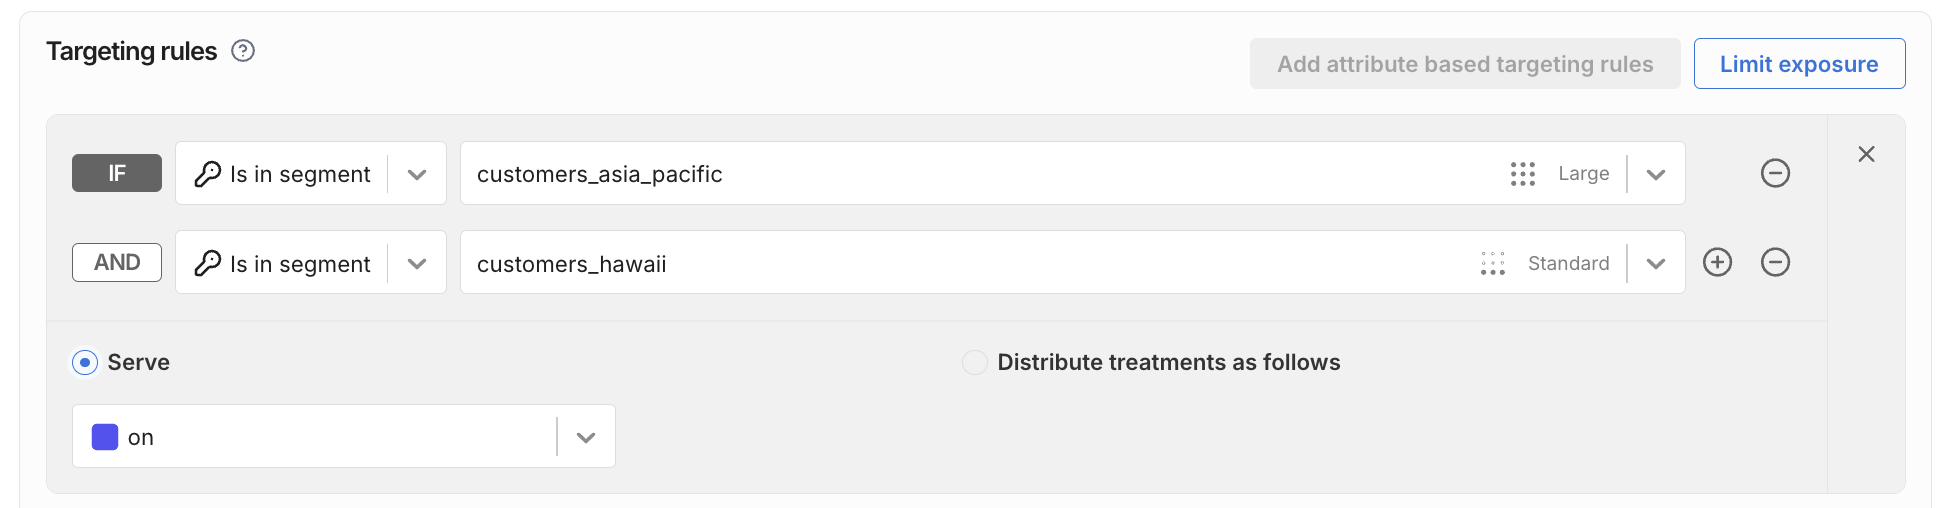 Targeting rules
Add attribute based targeting rules
Limit exposure
IF
Is in segment
customers_asia_pacific
Large
AND
Is in segment
customers_hawaii
Standard
Serve
Distribute treatments as follows
on